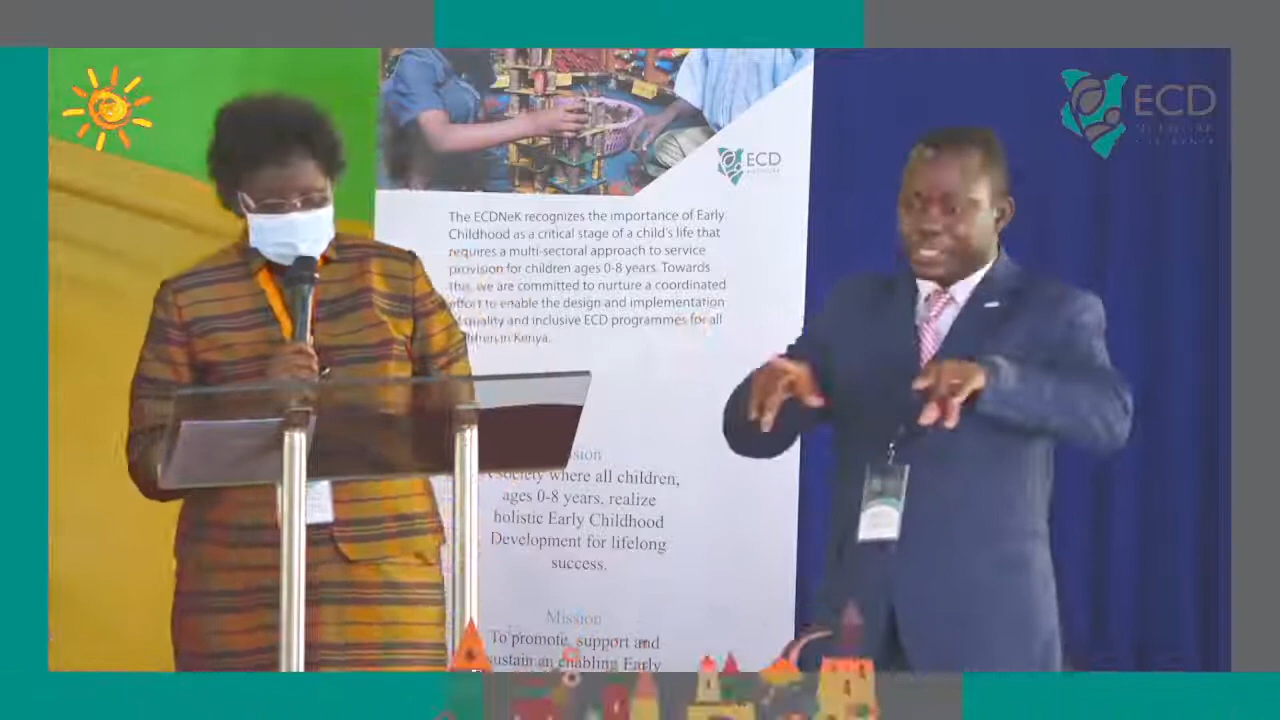 ECD
ECD
The ECDNeK recognizes the importance of Early
Childhood as a critical stage of a child's life that
requires a multi-sectoral approach to service
provision for children ages 0-8 years. Towards
this, we are committed to nurture a coordinated
effort to enable the design and implementation
of quality and inclusive ECD programmes for all
children in Kenya.
society where all children,
ages 0-8 years, realize
holistic Early Childhood
Development for lifelong
success.
Mission
To promote, support and
sustain an enabling Early